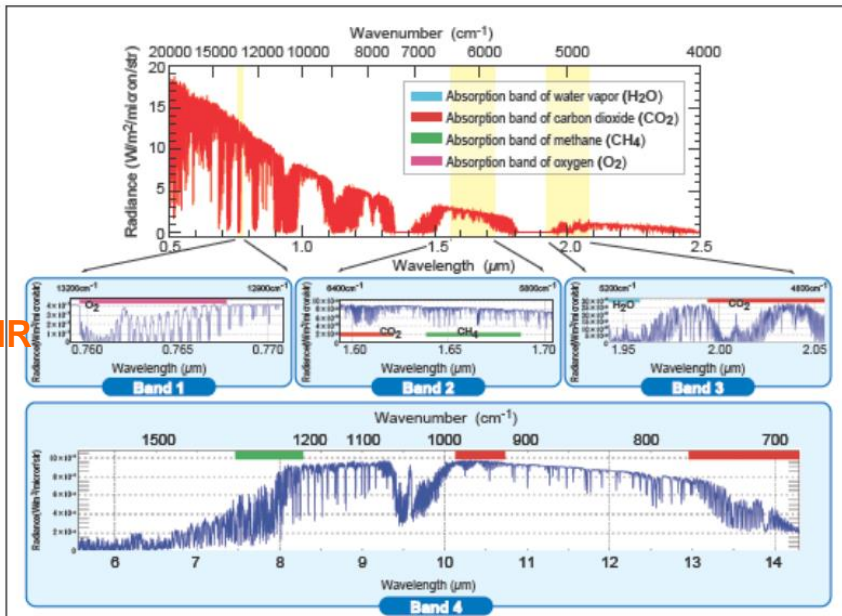 Wavenumber (cm⁻¹)
20000 15000 12000 10000 8000 7000 6000 5000 4000
Radiance (W/m²/micron/str)
20
15
10
5
0
Absorption band of water vapor (H₂O)
Absorption band of carbon dioxide (CO₂)
Absorption band of methane (CH₄)
Absorption band of oxygen (O₂)
0.5 1.0 1.5 2.0 2.5
Wavelength (μm)
13200cm⁻¹ 12900cm⁻¹
O₂
0.760 0.765 0.770
Wavelength (μm)
Band 1
IR
6400cm⁻¹ 5800cm⁻¹
CO₂ CH₄
1.60 1.65 1.70
Wavelength (μm)
Band 2
5200cm⁻¹ 4800cm⁻¹
H₂O CO₂
1.95 2.00 2.05
Wavelength (μm)
Band 3
Wavenumber (cm⁻¹)
1500 1200 1100 1000 900 800 700
6 7 8 9 10 11 12 13 14
Wavelength (μm)
Band 4